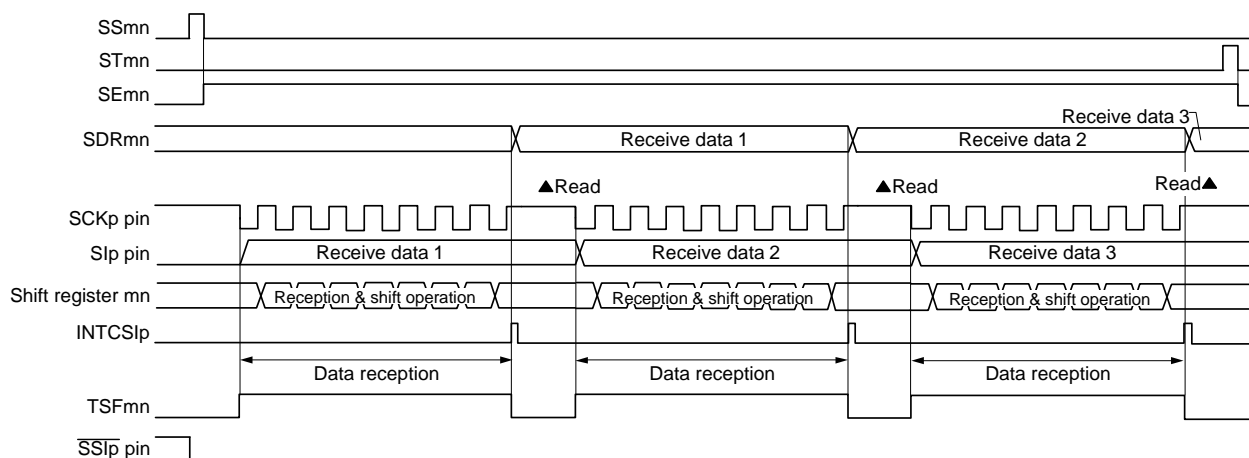 SSmn
STmn
SEmn
Receive data 3
SDRmn Receive data 1 Receive data 2
▲Read ▲Read Read▲
SCKp pin
SIp pin Receive data 1 Receive data 2 Receive data 3
Shift register mn Reception & shift operation Reception & shift operation Reception & shift operation
INTCSIp
Data reception Data reception Data reception
TSFmn
SSIp pin